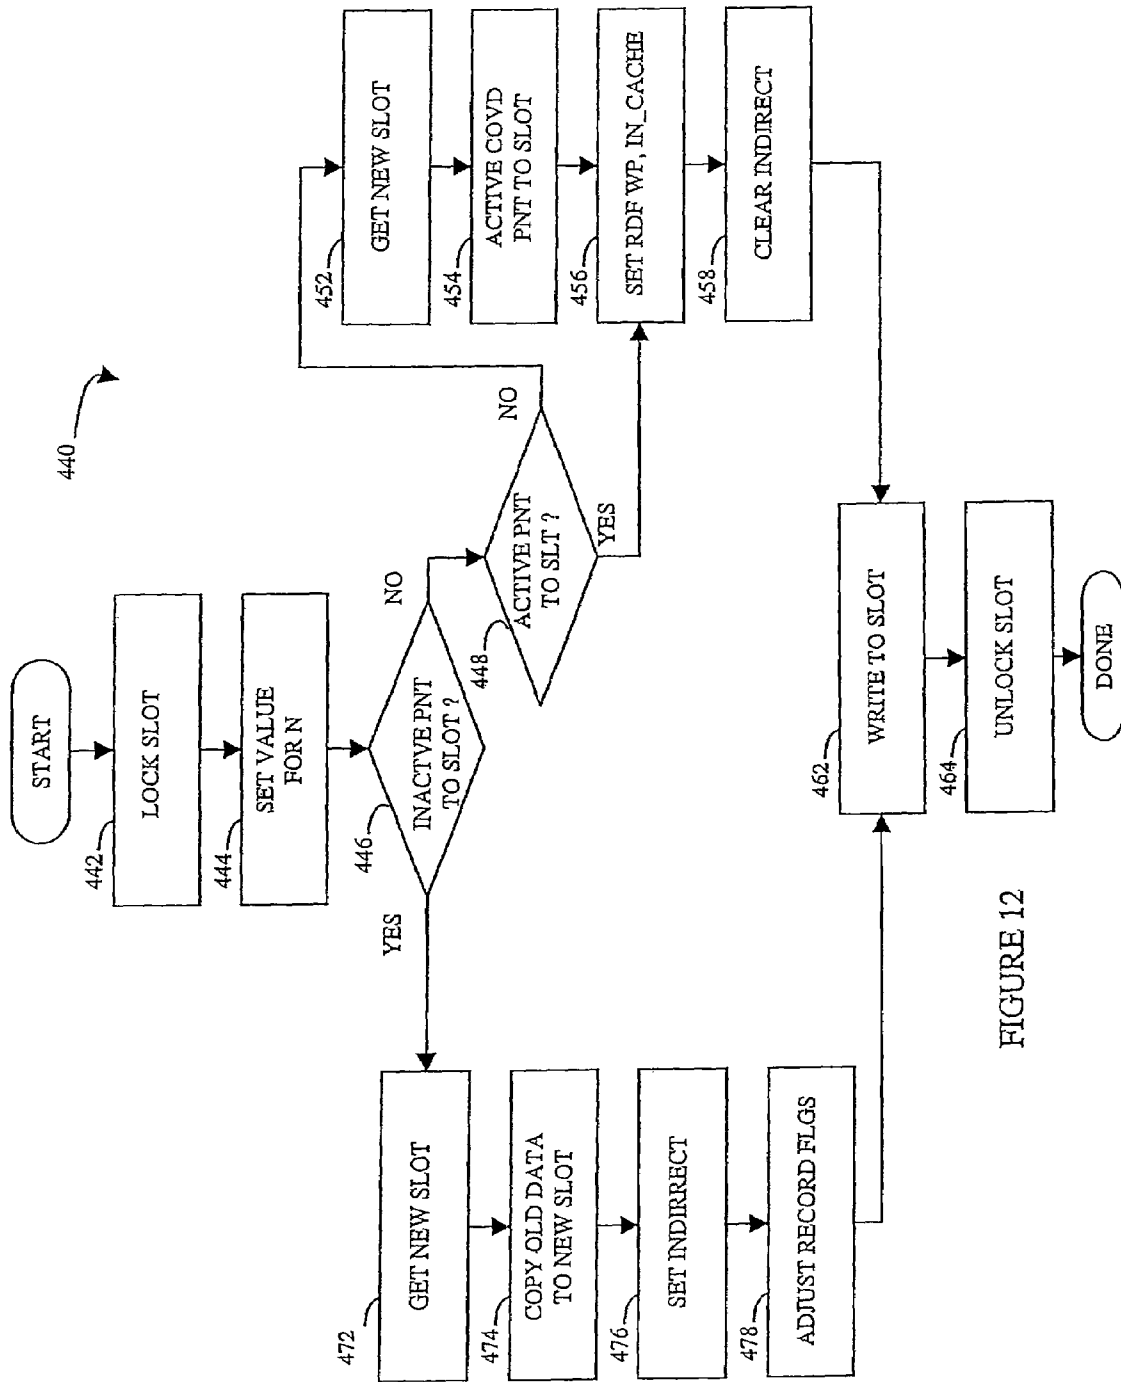 440
START
LOCK SLOT
442
SET VALUE
FOR N
444
INACTVE PNT
TO SLOT ?
446
NO
YES
ACTIVE PNT
TO SLT ?
448
NO
YES
GET NEW SLOT
452
ACTIVE COVD
PNT TO SLOT
454
SET RDF WP, IN_CACHE
456
CLEAR INDIRECT
458
GET NEW SLOT
472
COPY OLD DATA
TO NEW SLOT
474
SET INDIRRECT
476
ADJUST RECORD FLGS
478
WRITE TO SLOT
462
UNLOCK SLOT
464
DONE
FIGURE 12